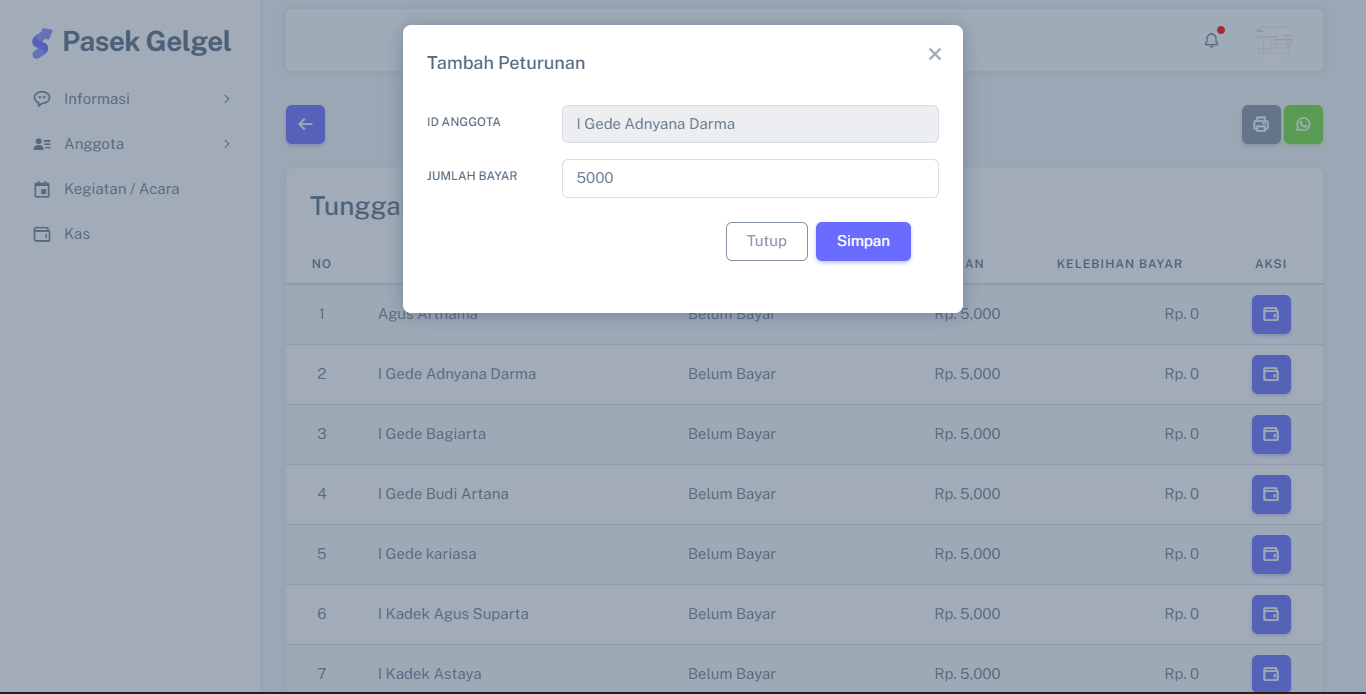 Pasek Gelgel
Informasi
Anggota
Kegiatan / Acara
Kas
Tambah Peturunan
ID ANGGOTA I Gede Adnyana Darma
JUMLAH BAYAR 5000
Tutup Simpan
Tungga
NO AN KELEBIHAN BAYAR AKSI
1 Agus Arthama Belum Bayar Rp. 5,000 Rp. 0
2 I Gede Adnyana Darma Belum Bayar Rp. 5,000 Rp. 0
3 I Gede Bagiarta Belum Bayar Rp. 5,000 Rp. 0
4 I Gede Budi Artana Belum Bayar Rp. 5,000 Rp. 0
5 I Gede kariasa Belum Bayar Rp. 5,000 Rp. 0
6 I Kadek Agus Suparta Belum Bayar Rp. 5,000 Rp. 0
7 I Kadek Astaya Belum Bayar Rp. 5,000 Rp. 0